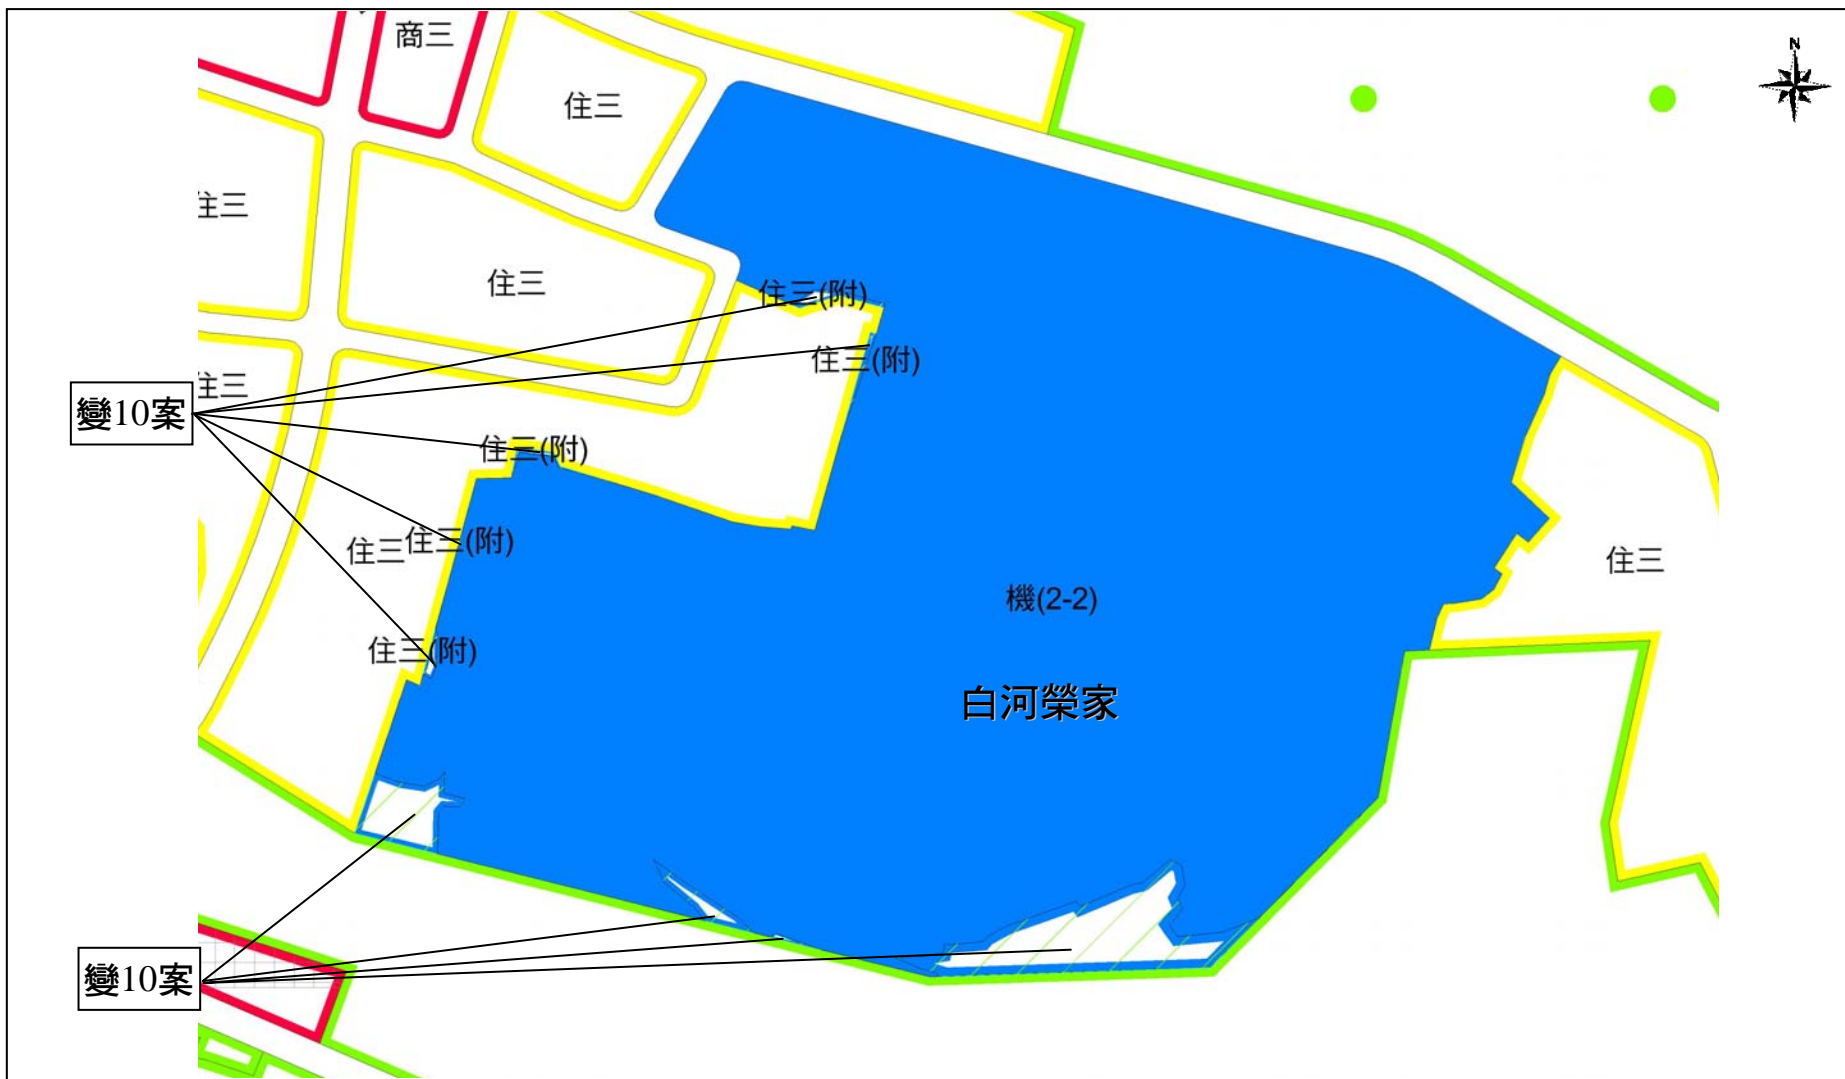 商三
N
住三
住三
住三
住三(附)
住三(附)
住三
變10案
住三(附)
住三(附)
住三
住三
機(2-2)
住三(附)
白河榮家
變10案